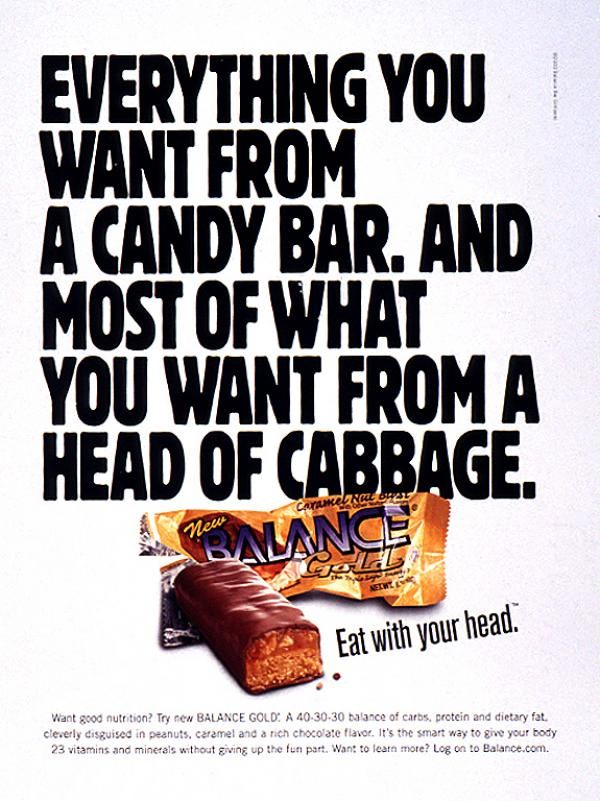 EVERYTHING YOU
WANT FROM
A CANDY BAR. AND
MOST OF WHAT
YOU WANT FROM A
HEAD OF CABBAGE.
Caramel Nut Blast
New
BALANCE
Gold
NET WT.
Eat with your head.™
Want good nutrition? Try new BALANCE GOLD. A 40-30-30 balance of carbs, protein and dietary fat,
cleverly disguised in peanuts, caramel and a rich chocolate flavor. It's the smart way to give your body
23 vitamins and minerals without giving up the fun part. Want to learn more? Log on to Balance.com.